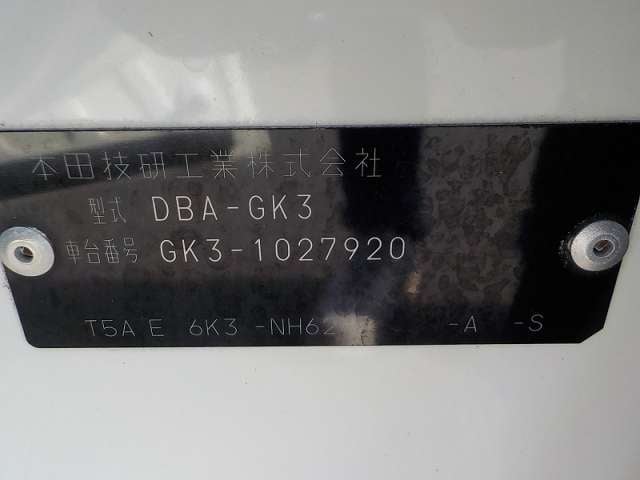 本田技研工業株式会社
型式 DBA-GK3
車台番号 GK3-1027920
T5A E 6K3 -A -S